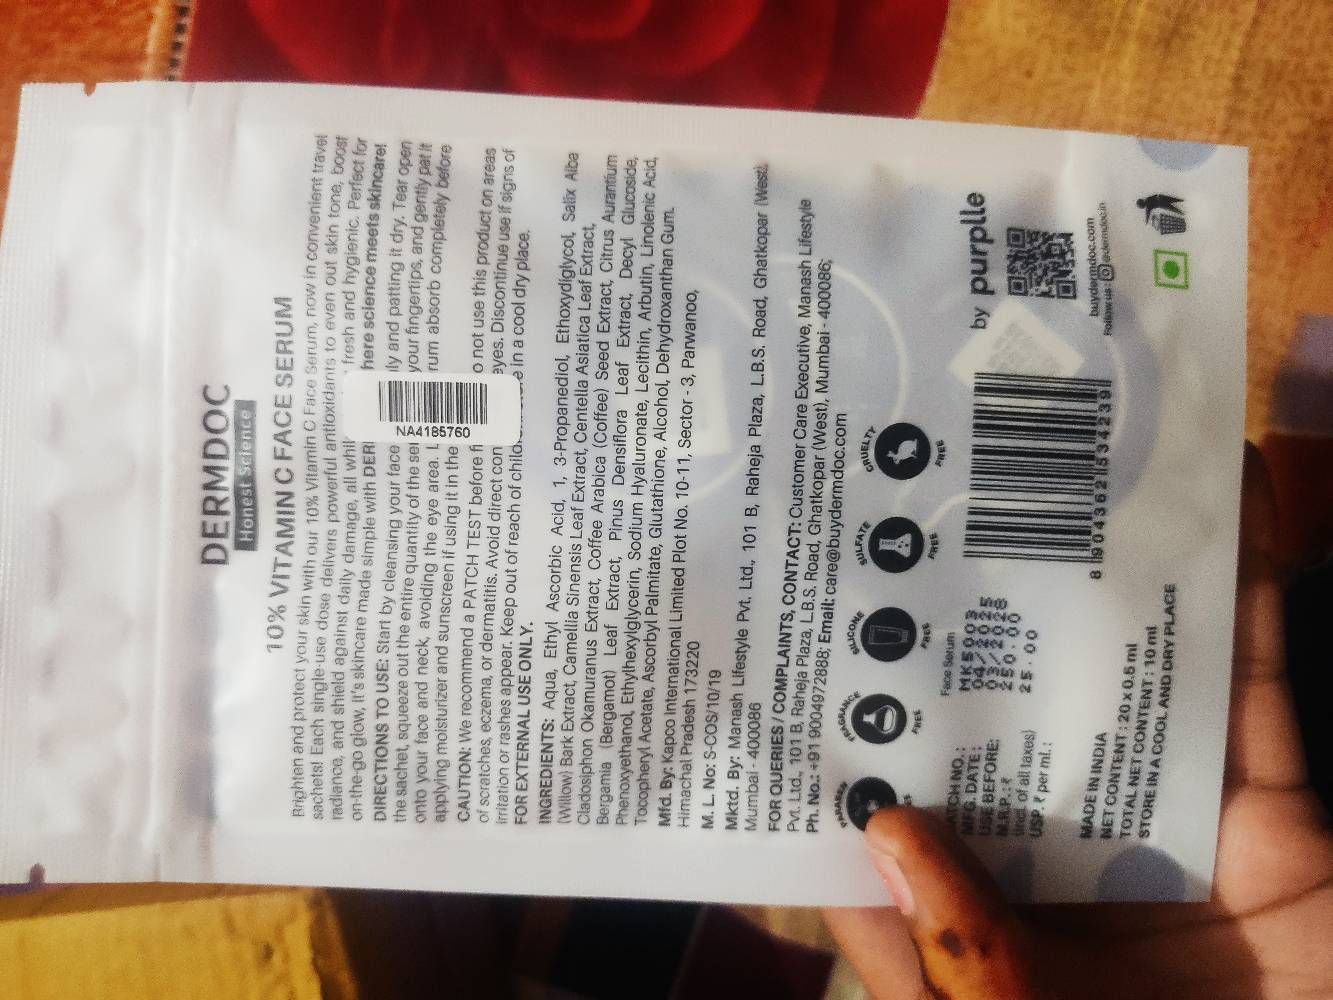 DERMDOC
Honest Science
10% VITAMIN C FACE SERUM
Brighten and protect your skin with our 10% Vitamin C Face Serum, now in convenient travel
sachets! Each single-use dose delivers powerful antioxidants to even out skin tone, boost
radiance, and shield against daily damage, all whil fresh and hygienic. Perfect for
on-the-go glow, it's skincare made simple with DER here science meets skincare!
DIRECTIONS TO USE: Start by cleansing your face ly and patting it dry. Tear open
the sachet, squeeze out the entire quantity of the se your fingertips, and gently pat it
onto your face and neck, avoiding the eye area. L rum absorb completely before
applying moisturizer and sunscreen if using it in the
CAUTION: We recommend a PATCH TEST before o not use this product on areas
of scratches, eczema, or dermatitis. Avoid direct con eyes. Discontinue use if signs of
irritation or rashes appear. Keep out of reach of in a cool dry place.
FOR EXTERNAL USE ONLY.
NA4185760
INGREDIENTS: Aqua, Ethyl Ascorbic Acid, 1, 3-Propanediol, Ethoxydiglycol, Salix Alba
(Willow) Bark Extract, Camellia Sinensis Leaf Extract, Centella Asiatica Leaf Extract,
Cladosiphon Okamuranus Extract, Coffee Arabica (Coffee) Seed Extract, Citrus Aurantium
Bergamia (Bergamot) Leaf Extract, Pinus Densiflora Leaf Extract, Decyl Glucoside,
Phenoxyethanol, Ethylhexylglycerin, Sodium Hyaluronate, Lecithin, Arbutin, Linolenic Acid,
Tocopheryl Acetate, Ascorbyl Palmitate, Glutathione, Alcohol, Dehydroxanthan Gum.
Mfd. By: Kapco International Limited Plot No. 10-11, Sector - 3, Parwanoo,
Himachal Pradesh 173220
M. L. No: S-COS/10/19
Mktd. By: Manash Lifestyle Pvt. Ltd., 101 B, Raheja Plaza, L.B.S. Road, Ghatkopar (West),
Mumbai - 400086
FOR QUERIES / COMPLAINTS, CONTACT: Customer Care Executive, Manash Lifestyle
Pvt. Ltd., 101 B, Raheja Plaza, L.B.S. Road, Ghatkopar (West), Mumbai - 400086;
Ph. No.: +91 9004972888; Email: care@buydermdoc.com
PARABEN
FRAGRANCE FREE
SILICONE FREE
SULFATE FREE
CRUELTY FREE
Face Serum
BATCH NO.: MK5003
MFG. DATE: 04/2025
USE BEFORE: 03/2028
M.R.P.: ₹ 250.00
(incl of all taxes)
USP ₹ per ml.: 25.00
8 904362 534239
by purplle
buydermdoc.com
Follow us: @dermdocin
MADE IN INDIA
NET CONTENT: 20 x 0.5 ml
TOTAL NET CONTENT: 10 ml
STORE IN A COOL AND DRY PLACE